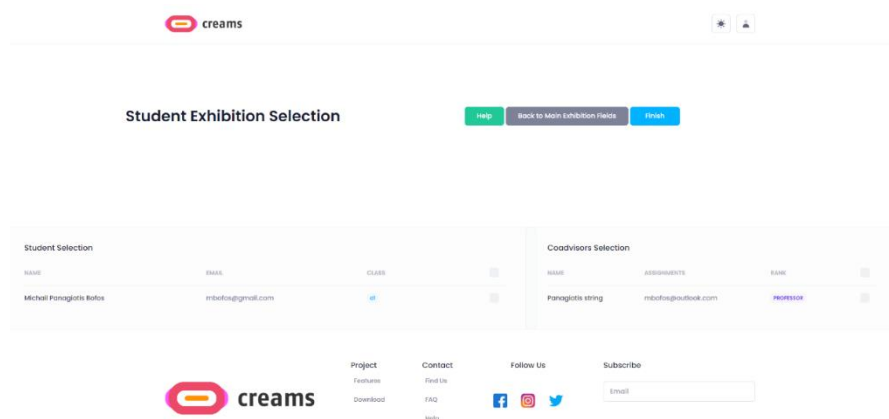 creams
Student Exhibition Selection
Help
Back to Main Exhibition Fields
Finish
Student Selection
NAME EMAIL CLASS
Michail Panagiotis Bofos mbofos@gmail.com
Coadvisors Selection
NAME ASSIGNMENTS RANK
Panagiotis string mbofos@outlook.com PROFESSOR
creams
Project
Features
Download
Contact
Find Us
FAQ
Help
Follow Us
Subscribe
Email